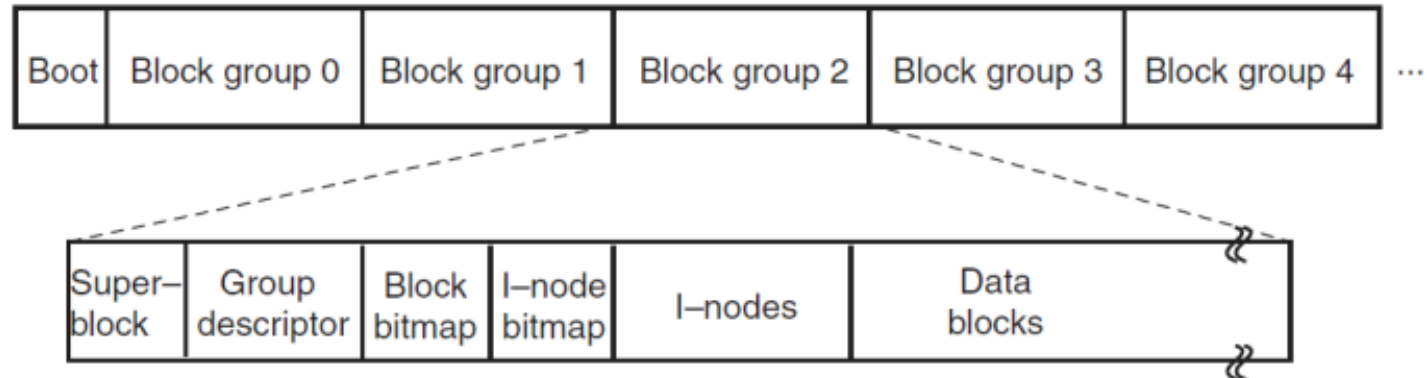 Boot Block group 0 Block group 1 Block group 2 Block group 3 Block group 4 ...
Super–
block
Group
descriptor
Block
bitmap
I–node
bitmap
I–nodes
Data
blocks